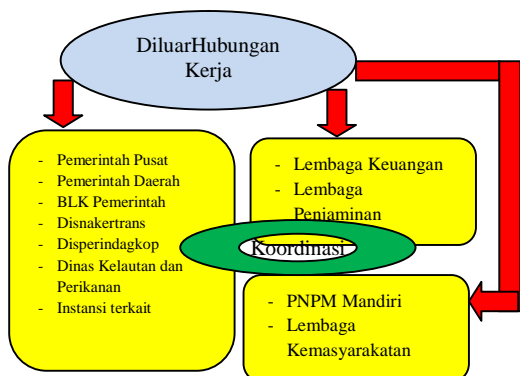 DiluarHubungan
Kerja
- Pemerintah Pusat
- Pemerintah Daerah
- BLK Pemerintah
- Disnakertrans
- Disperindagkop
- Dinas Kelautan dan
Perikanan
- Instansi terkait
- Lembaga Keuangan
- Lembaga
Penjaminan
Koordinasi
- PNPM Mandiri
- Lembaga
Kemasyarakatan